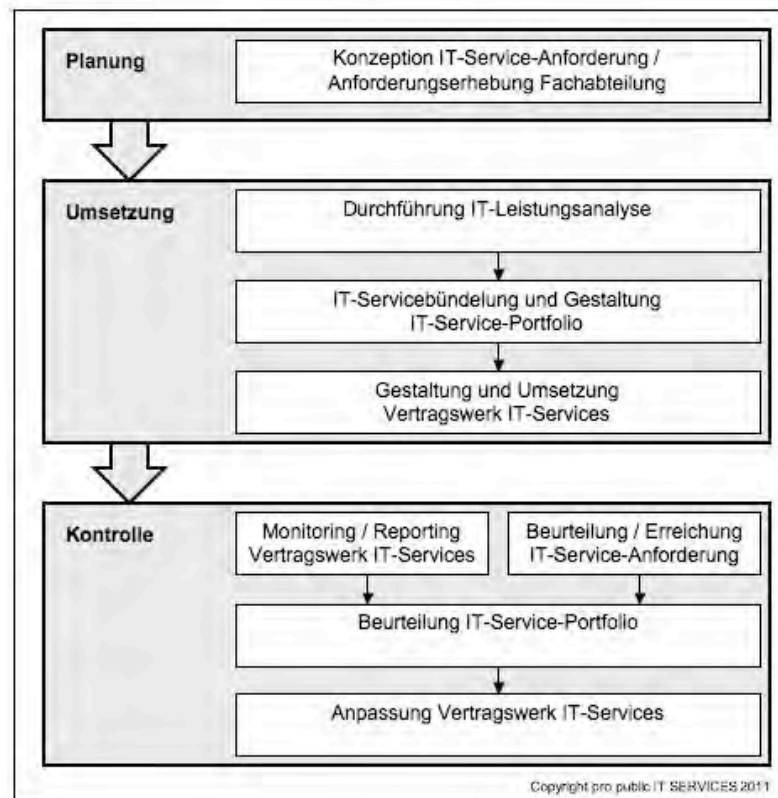 Planung
Konzeption IT-Service-Anforderung /
Anforderungserhebung Fachabteilung
Umsetzung
Durchführung IT-Leistungsanalyse
IT-Servicebündelung und Gestaltung
IT-Service-Portfolio
Gestaltung und Umsetzung
Vertragswerk IT-Services
Kontrolle
Monitoring / Reporting
Vertragswerk IT-Services
Beurteilung / Erreichung
IT-Service-Anforderung
Beurteilung IT-Service-Portfolio
Anpassung Vertragswerk IT-Services
Copyright pro public IT SERVICES 2011